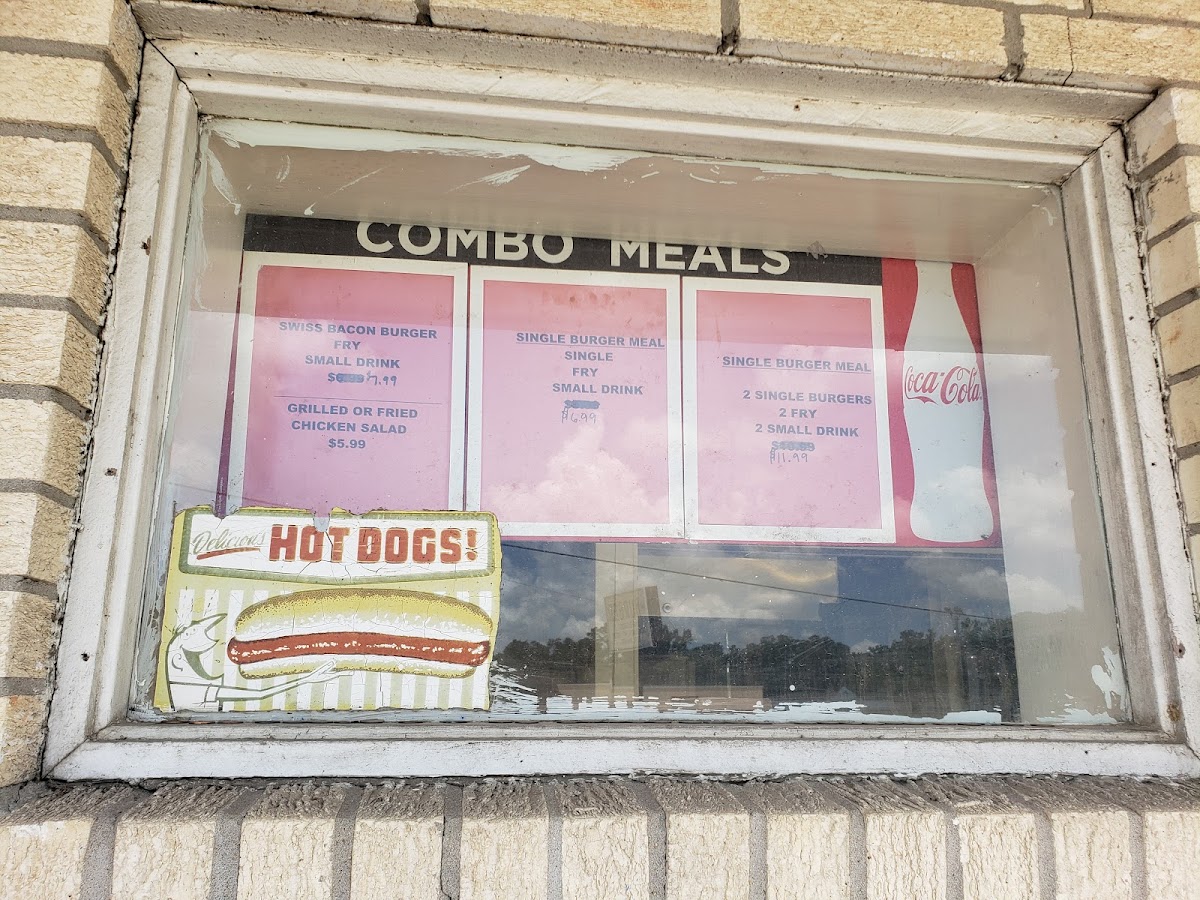 COMBO MEALS
SWISS BACON BURGER
FRY
SMALL DRINK
$7.99
GRILLED OR FRIED
CHICKEN SALAD
$5.99
SINGLE BURGER MEAL
SINGLE
FRY
SMALL DRINK
$6.99
SINGLE BURGER MEAL
2 SINGLE BURGERS
2 FRY
2 SMALL DRINK
$10.89
$11.99
Coca-Cola
Delicious HOT DOGS!